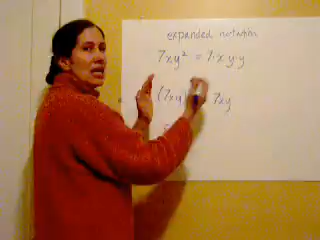 expanded notation
7xy² = 7·x y·y
(7xy) 7xy